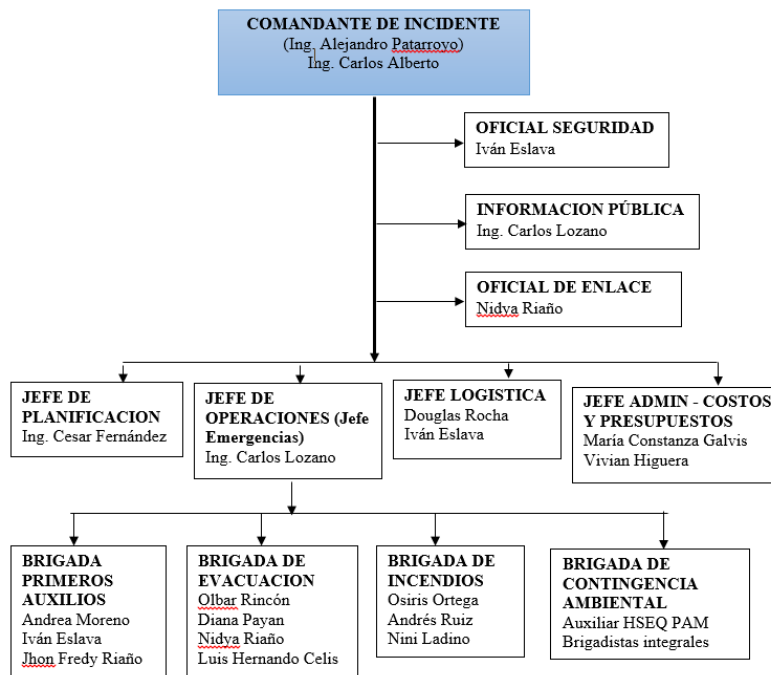 COMANDANTE DE INCIDENTE
(Ing. Alejandro Patarroyo)
Ing. Carlos Alberto
OFICIAL SEGURIDAD
Iván Eslava
INFORMACION PÚBLICA
Ing. Carlos Lozano
OFICIAL DE ENLACE
Nidya Riaño
JEFE DE
PLANIFICACION
Ing. Cesar Fernández
JEFE DE
OPERACIONES (Jefe
Emergencias)
Ing. Carlos Lozano
JEFE LOGISTICA
Douglas Rocha
Iván Eslava
JEFE ADMIN - COSTOS
Y PRESUPUESTOS
María Constanza Galvis
Vivian Higuera
BRIGADA
PRIMEROS
AUXILIOS
Andrea Moreno
Iván Eslava
Jhon Fredy Riaño
BRIGADA DE
EVACUACION
Olbar Rincón
Diana Payan
Nidya Riaño
Luis Hernando Celis
BRIGADA DE
INCENDIOS
Osiris Ortega
Andrés Ruiz
Nini Ladino
BRIGADA DE
CONTINGENCIA
AMBIENTAL
Auxiliar HSEQ PAM
Brigadistas integrales